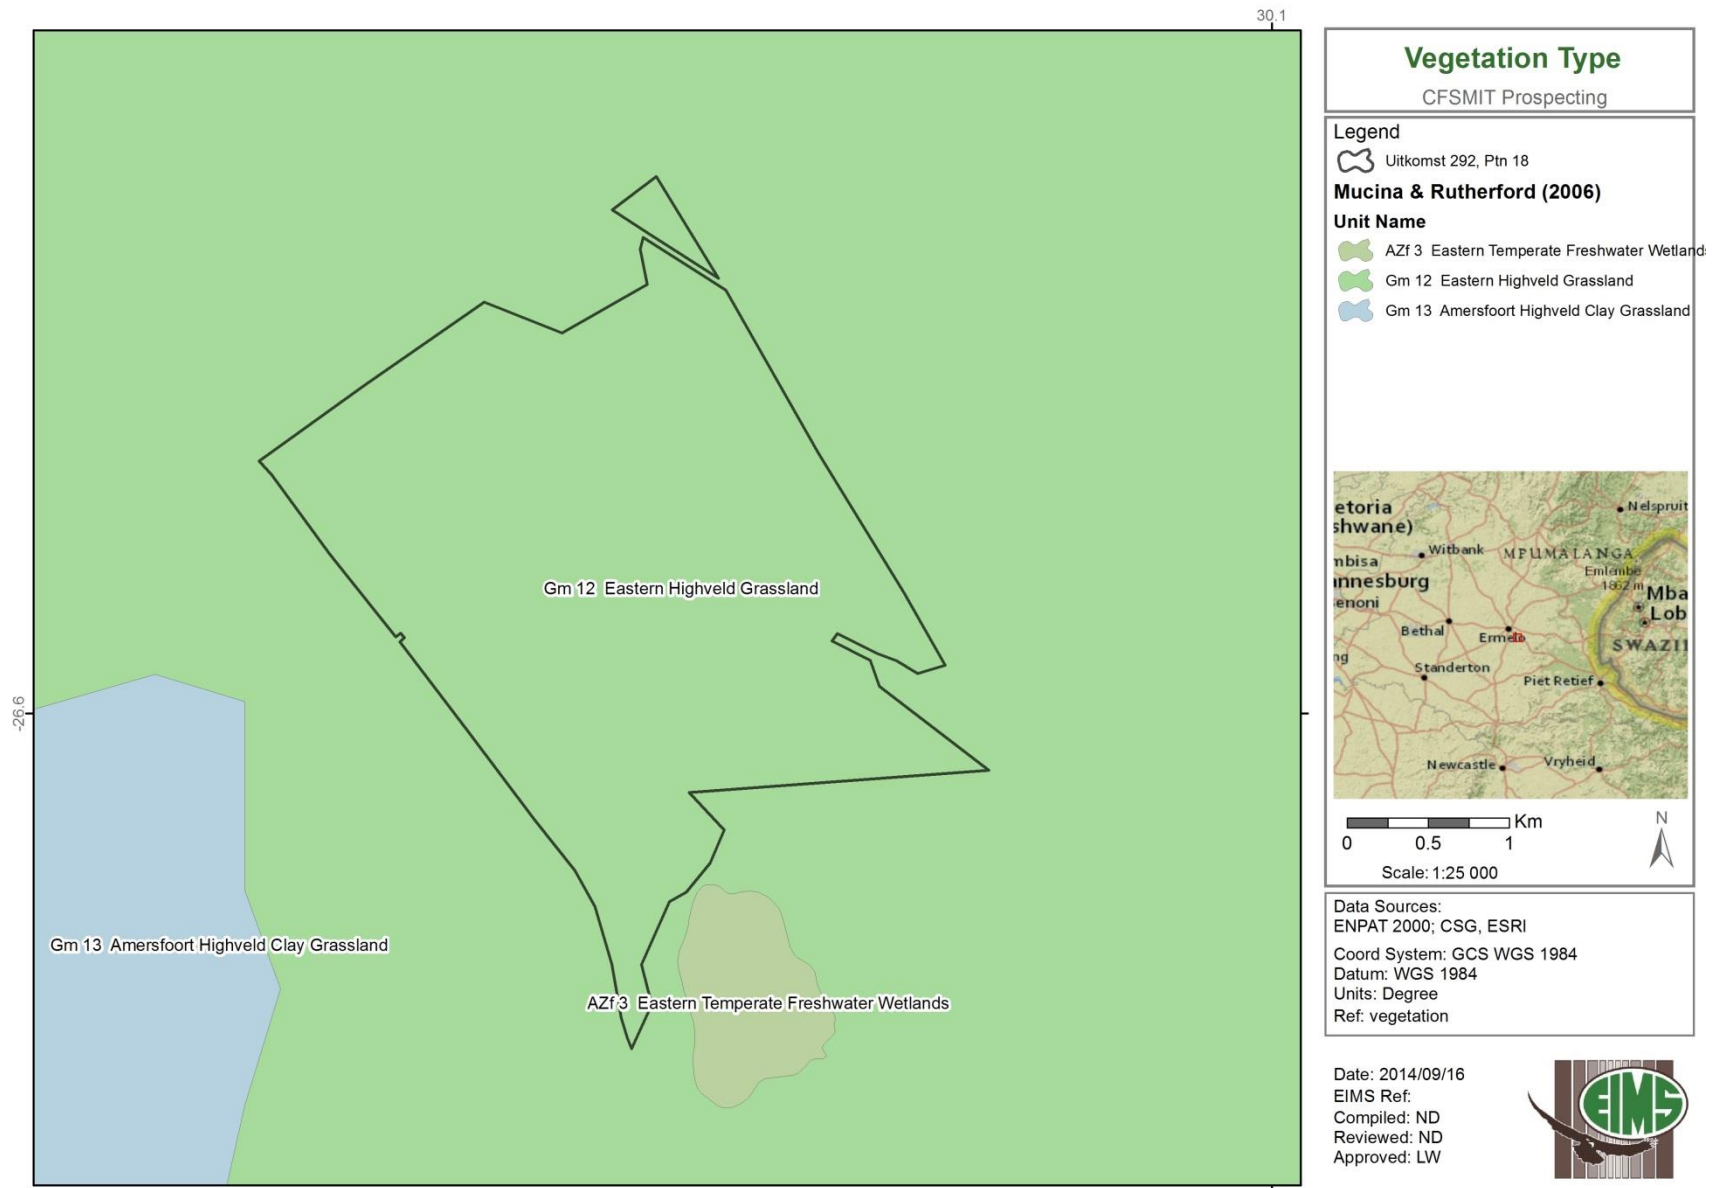 30.1
-26.6
Gm 12 Eastern Highveld Grassland
Gm 13 Amersfoort Highveld Clay Grassland
AZf 3 Eastern Temperate Freshwater Wetlands
Vegetation Type
CFSMIT Prospecting
Legend
Uitkomst 292, Ptn 18
Mucina & Rutherford (2006)
Unit Name
AZf 3 Eastern Temperate Freshwater Wetland
Gm 12 Eastern Highveld Grassland
Gm 13 Amersfoort Highveld Clay Grassland
etoria
shwane)
Nelspruit
Witbank
MPUMALANGA
mbisa
Emlembe
1862 m
annesburg
Mba
Lob
enoni
Bethal
Ermelo
SWAZI
ng
Standerton
Piet Retief
Newcastle
Vryheid
Km
0 0.5 1
N
Scale: 1:25 000
Data Sources:
ENPAT 2000; CSG, ESRI
Coord System: GCS WGS 1984
Datum: WGS 1984
Units: Degree
Ref: vegetation
Date: 2014/09/16
EIMS Ref:
Compiled: ND
Reviewed: ND
Approved: LW
EIMS